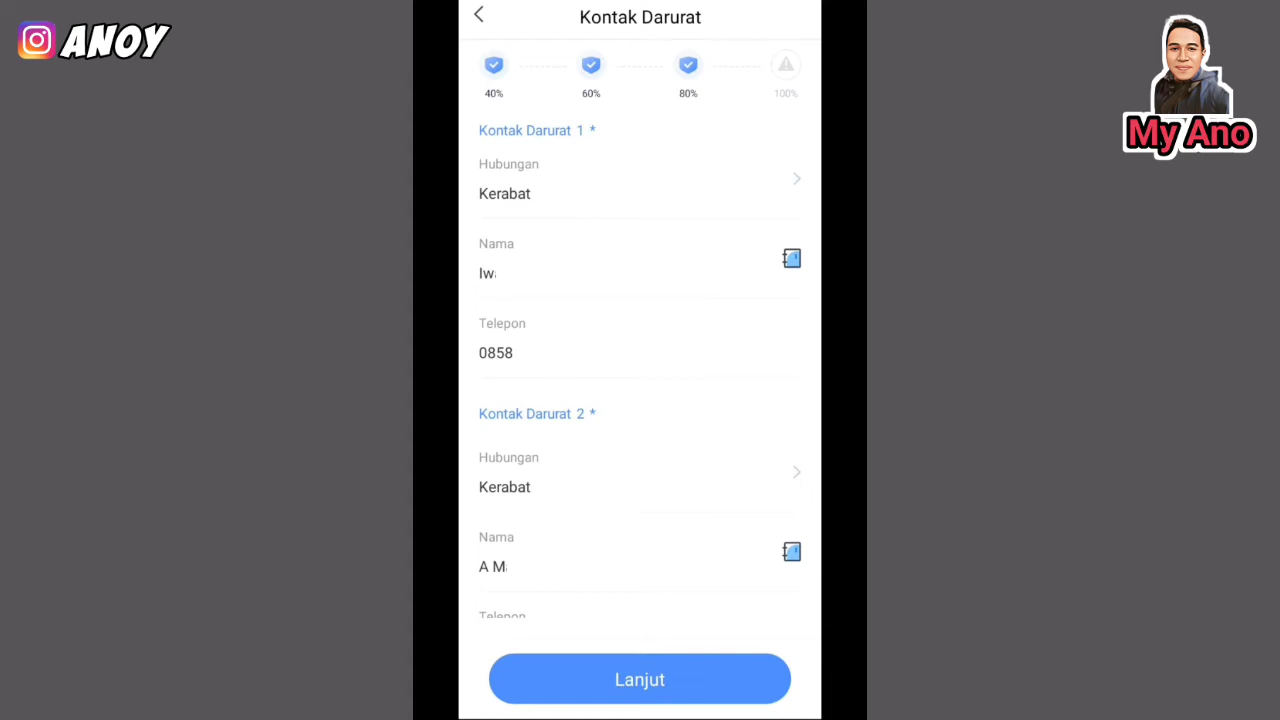 ANOY
My Ano
Kontak Darurat
40% 60% 80% 100%
Kontak Darurat 1 *
Hubungan
Kerabat
Nama
Telepon
0858
Kontak Darurat 2 *
Hubungan
Kerabat
Nama
A
Telepon
Lanjut